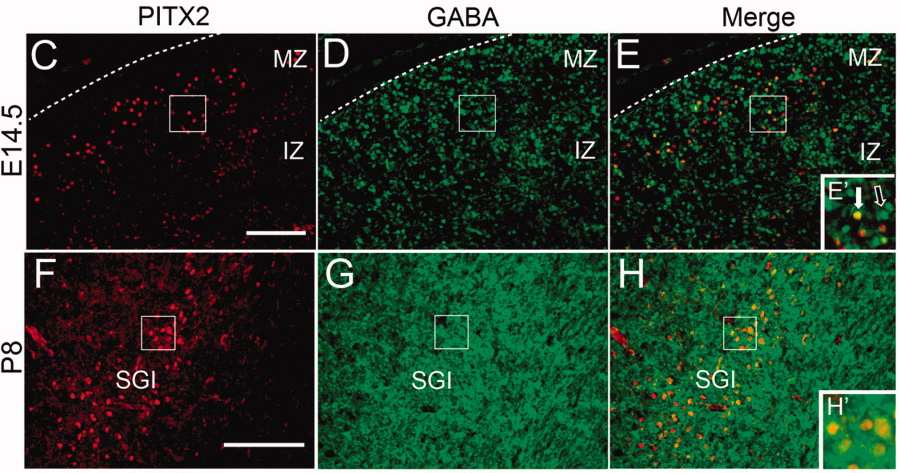 PITX2 GABA Merge
E14.5
C MZ IZ
D MZ IZ
E MZ IZ
E'
P8
F SGI
G SGI
H SGI
H'